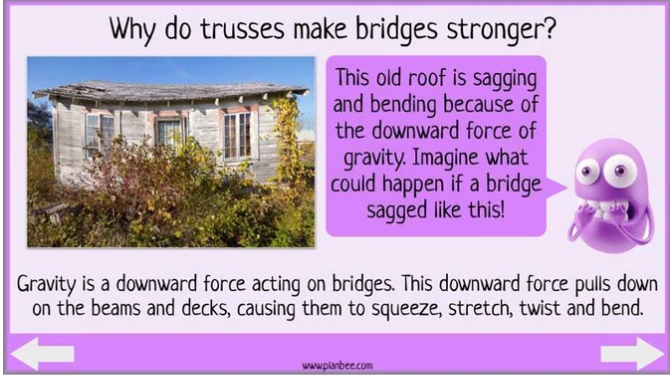 Why do trusses make bridges stronger?
This old roof is sagging
and bending because of
the downward force of
gravity. Imagine what
could happen if a bridge
sagged like this!
Gravity is a downward force acting on bridges. This downward force pulls down
on the beams and decks, causing them to squeeze, stretch, twist and bend.
www.planbee.com